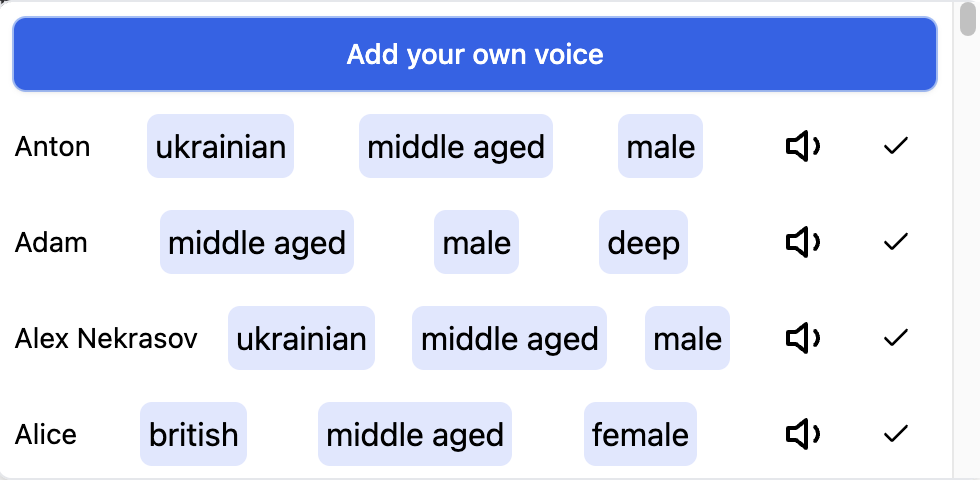 Add your own voice
Anton ukrainian middle aged male
Adam middle aged male deep
Alex Nekrasov ukrainian middle aged male
Alice british middle aged female